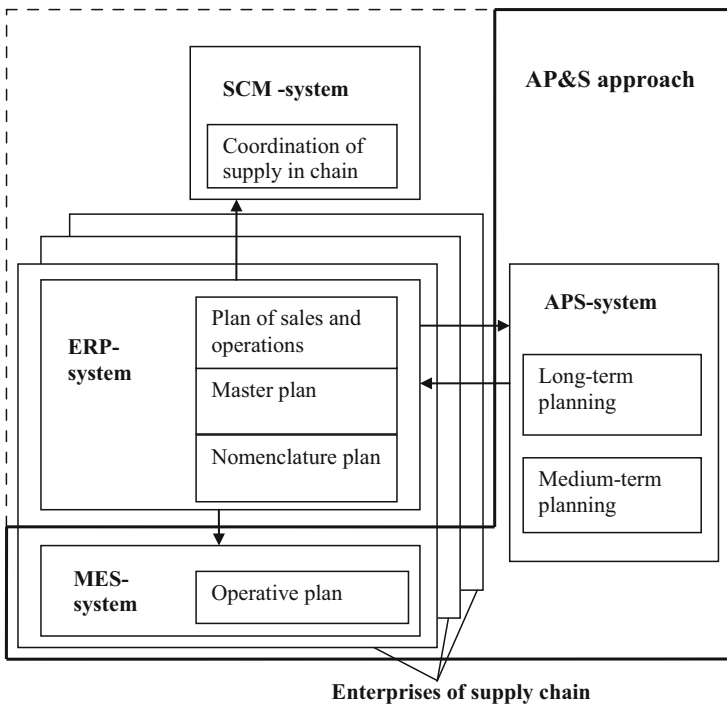 SCM -system
Coordination of
supply in chain
AP&S approach
ERP-
system
Plan of sales and
operations
Master plan
Nomenclature plan
APS-system
Long-term
planning
Medium-term
planning
MES-
system
Operative plan
Enterprises of supply chain